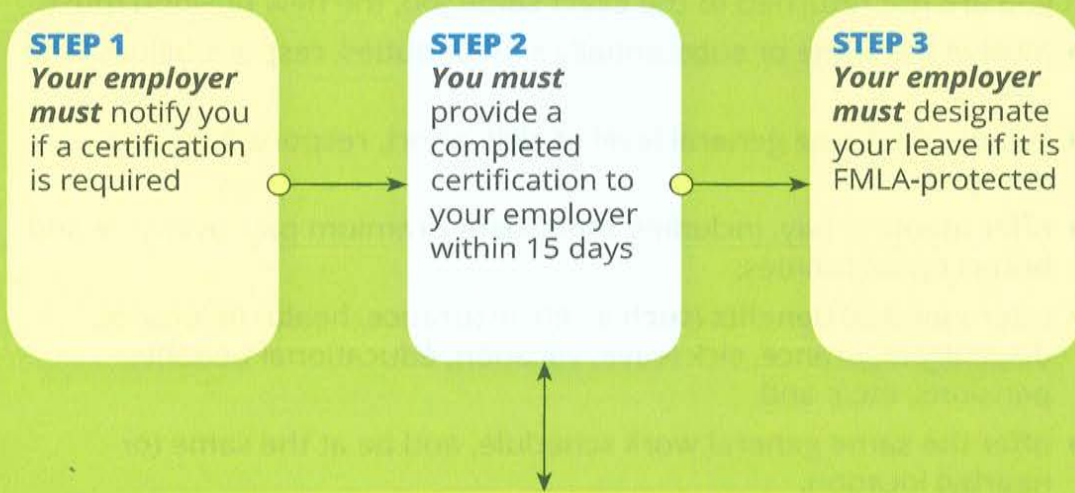 STEP 1
Your employer
must notify you
if a certification
is required
STEP 2
You must
provide a
completed
certification to
your employer
within 15 days
STEP 3
Your employer
must designate
your leave if it is
FMLA-protected